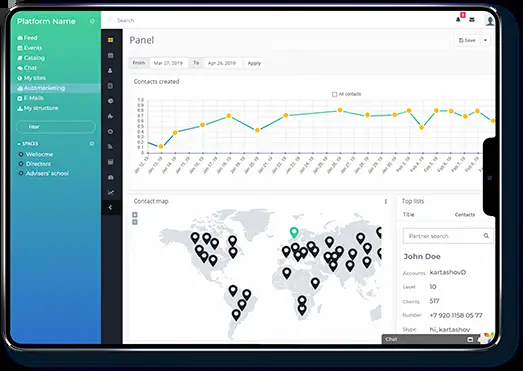 Platform Name
Search
Feed
Events
Catalog
Chat
My sites
Automarketing
E-Mails
My structure
Filter
SPACES
Wellocme
Directors
Advisers' school
Panel
Save
From Mar 27, 2019 To Apr 26, 2019 Apply
Contacts created
All contacts
1.0
0.9
0.8
0.7
0.6
0.5
0.4
0.3
0.2
0.1
0
Contact map
Top lists
Title Contacts
Partner search
John Doe
Accounts kartashovD
Level 10
Clients 517
Number +7 920 1158 05 77
Skype hi_kartashov
Chat